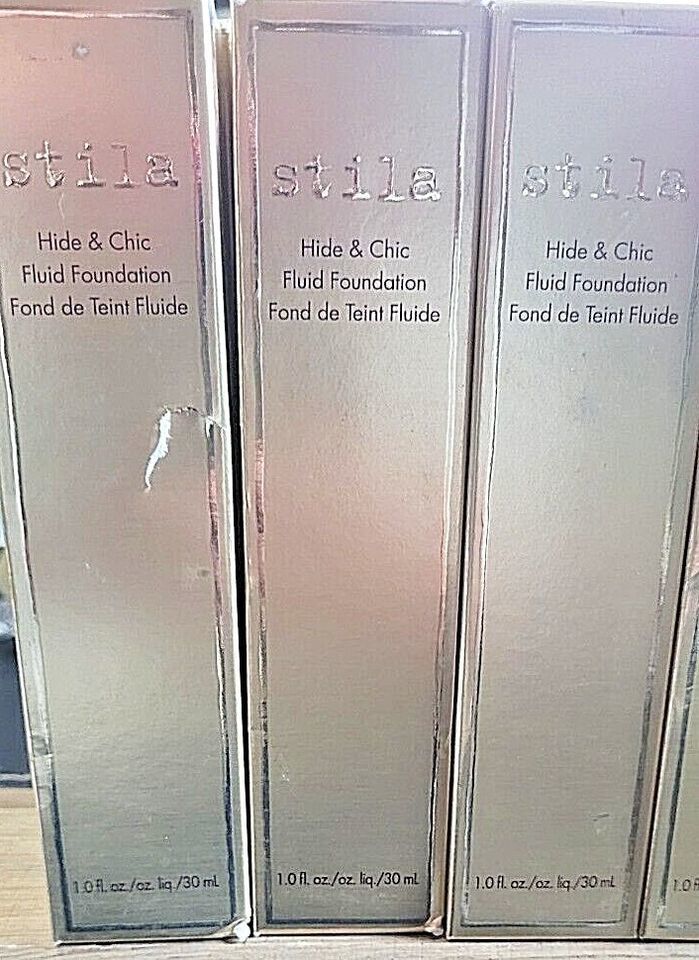 stila
Hide & Chic
Fluid Foundation
Fond de Teint Fluide
1.0 fl. oz./oz. liq./30 mL
stila
Hide & Chic
Fluid Foundation
Fond de Teint Fluide
1.0 fl. oz./oz. liq./30 mL
stila
Hide & Chic
Fluid Foundation
Fond de Teint Fluide
1.0 fl. oz./oz. liq./30 mL
1.0 f